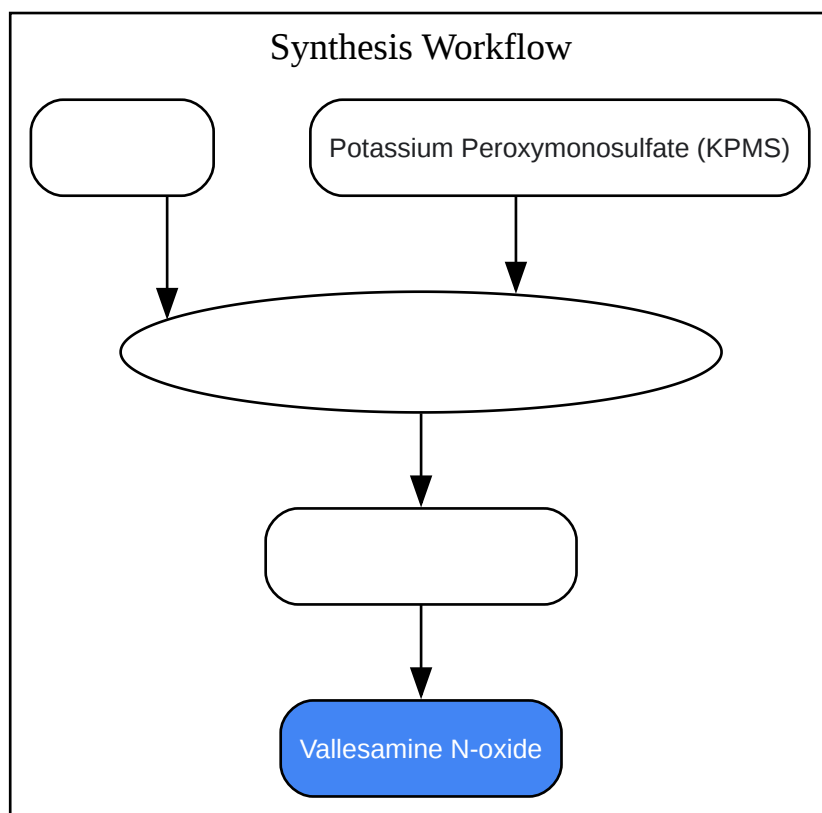 Synthesis Workflow
Potassium Peroxymonosulfate (KPMS)
Vallesamine N-oxide